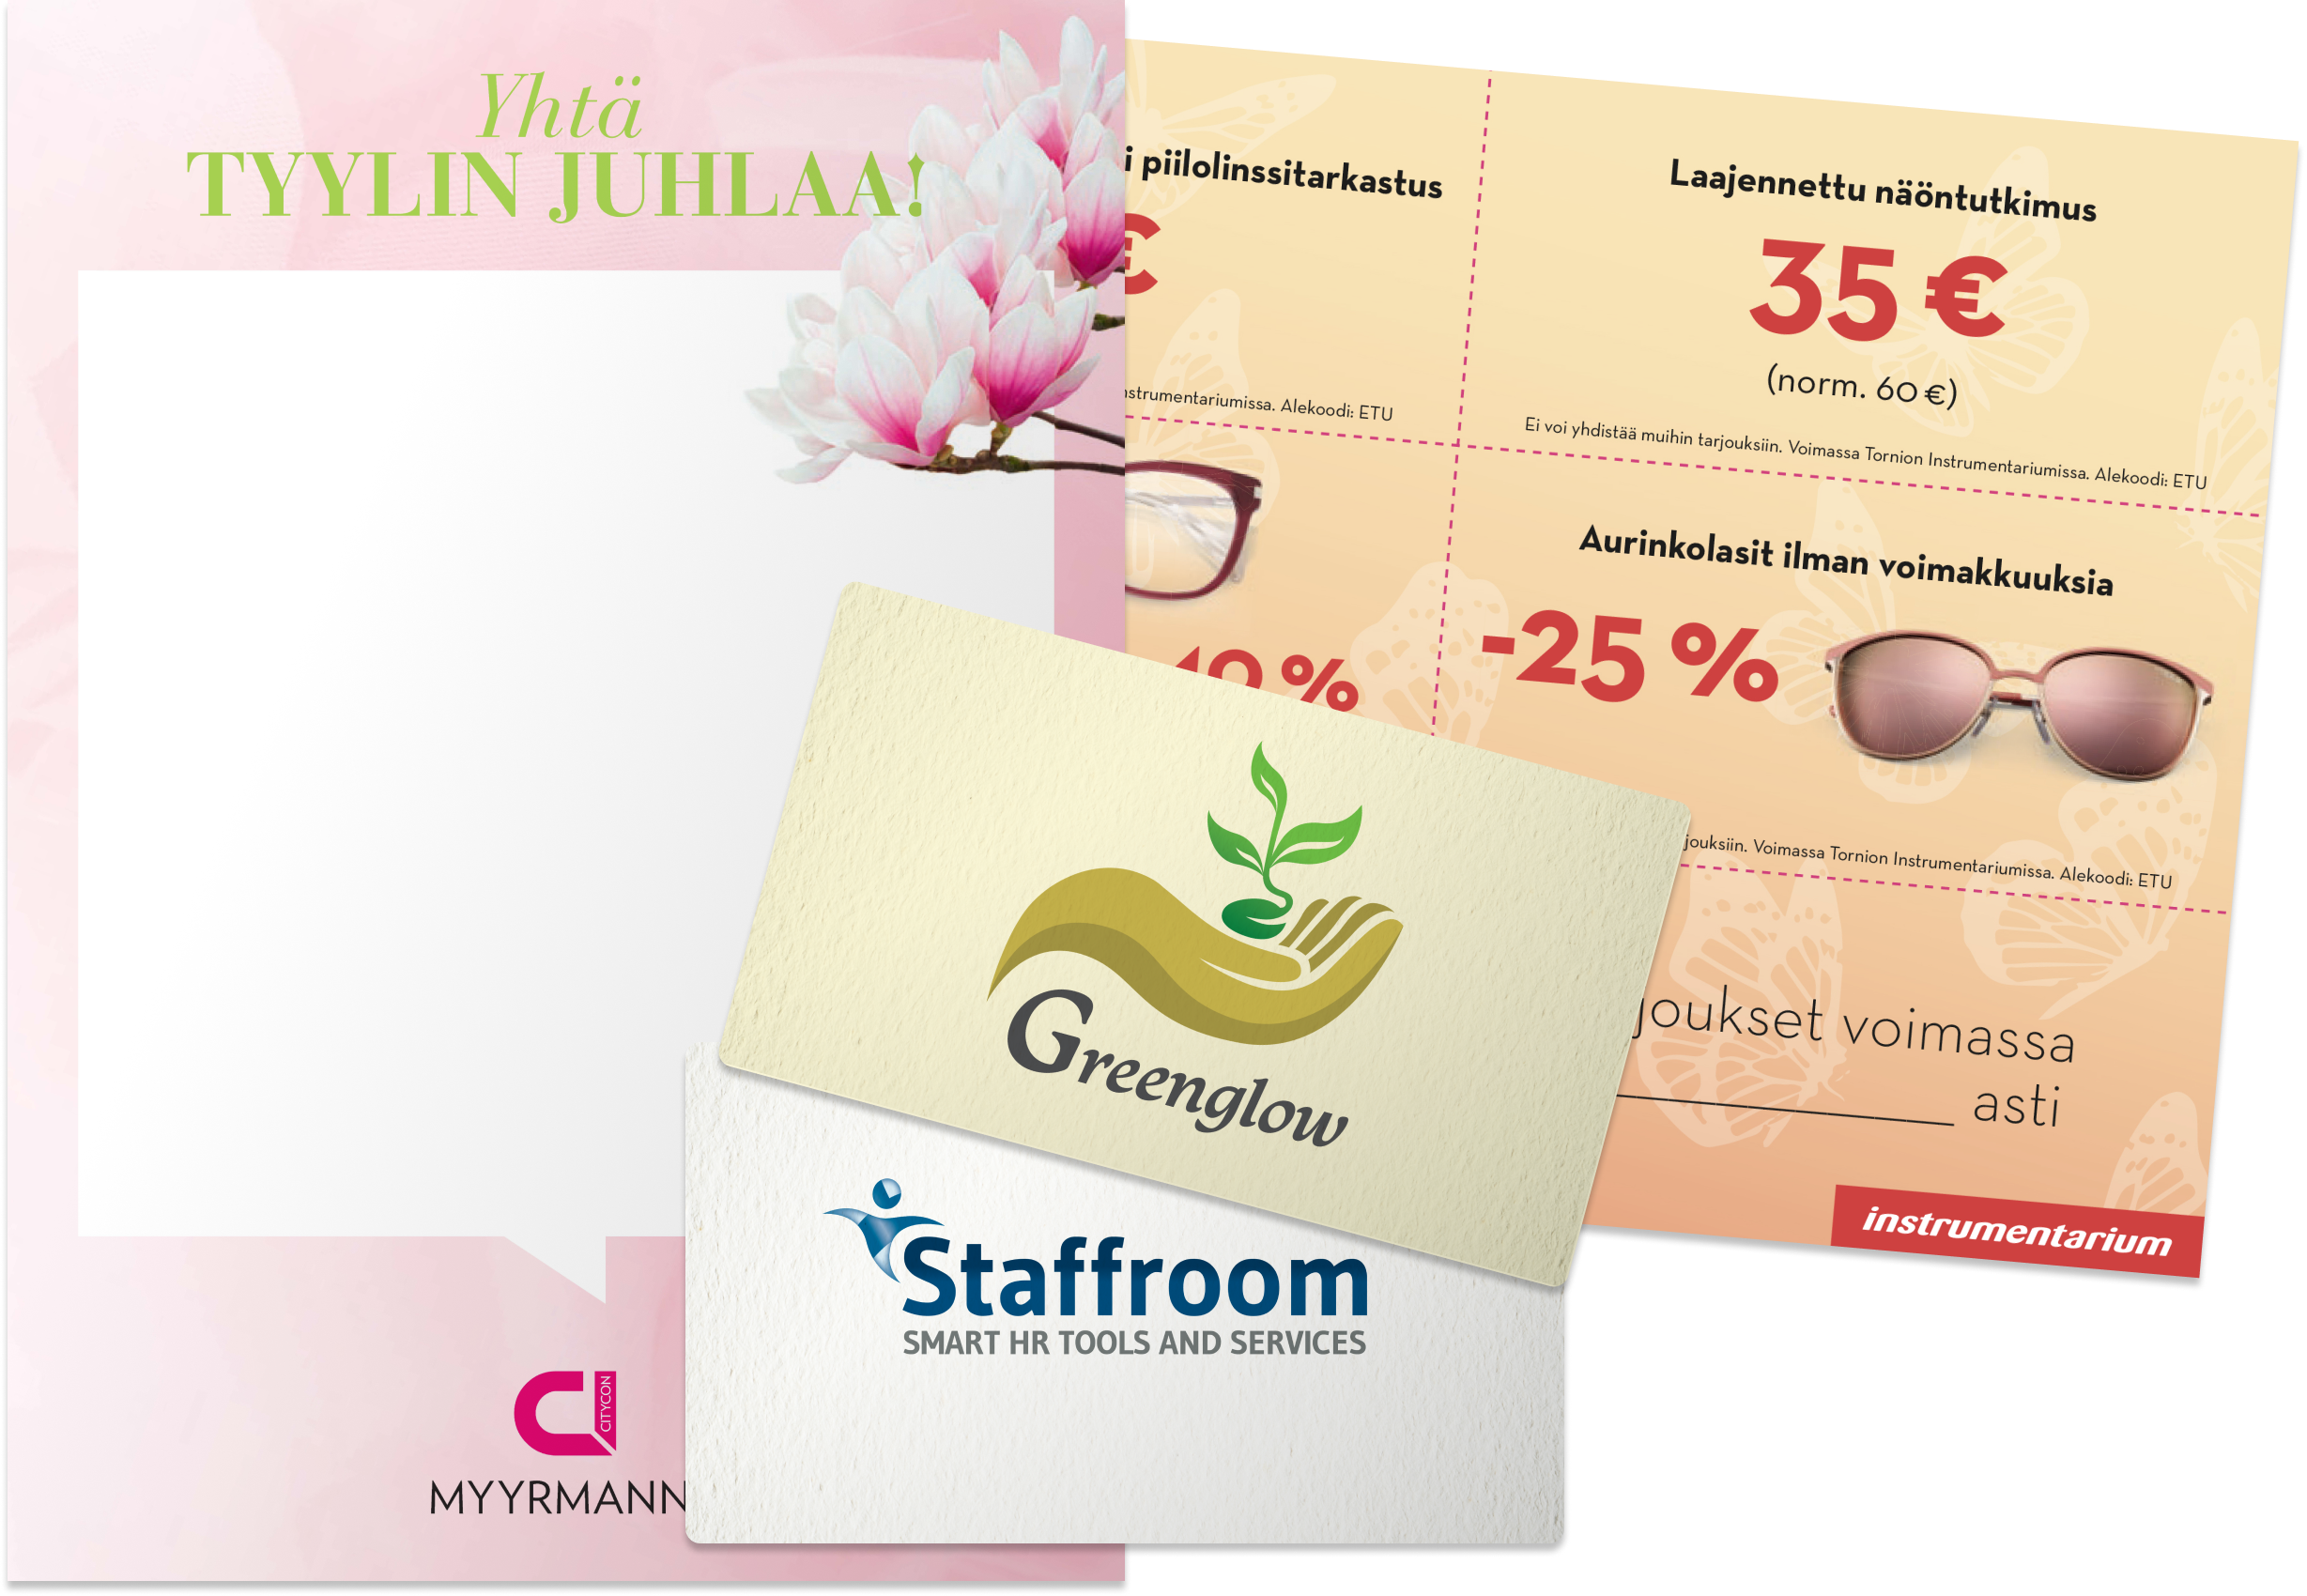 Yhtä
TYYLIN JUHLAA!
CITYCON
MYYRMANN
i piilolinssitarkastus
€
nstrumentariumissa. Alekoodi: ETU
%
Laajennettu näöntutkimus
35 €
(norm. 60 €)
Ei voi yhdistää muihin tarjouksiin. Voimassa Tornion Instrumentariumissa. Alekoodi: ETU
Aurinkolasit ilman voimakkuuksia
-25 %
jouksiin. Voimassa Tornion Instrumentariumissa. Alekoodi: ETU
joukset voimassa
asti
instrumentarium
Greenglow
Staffroom
SMART HR TOOLS AND SERVICES